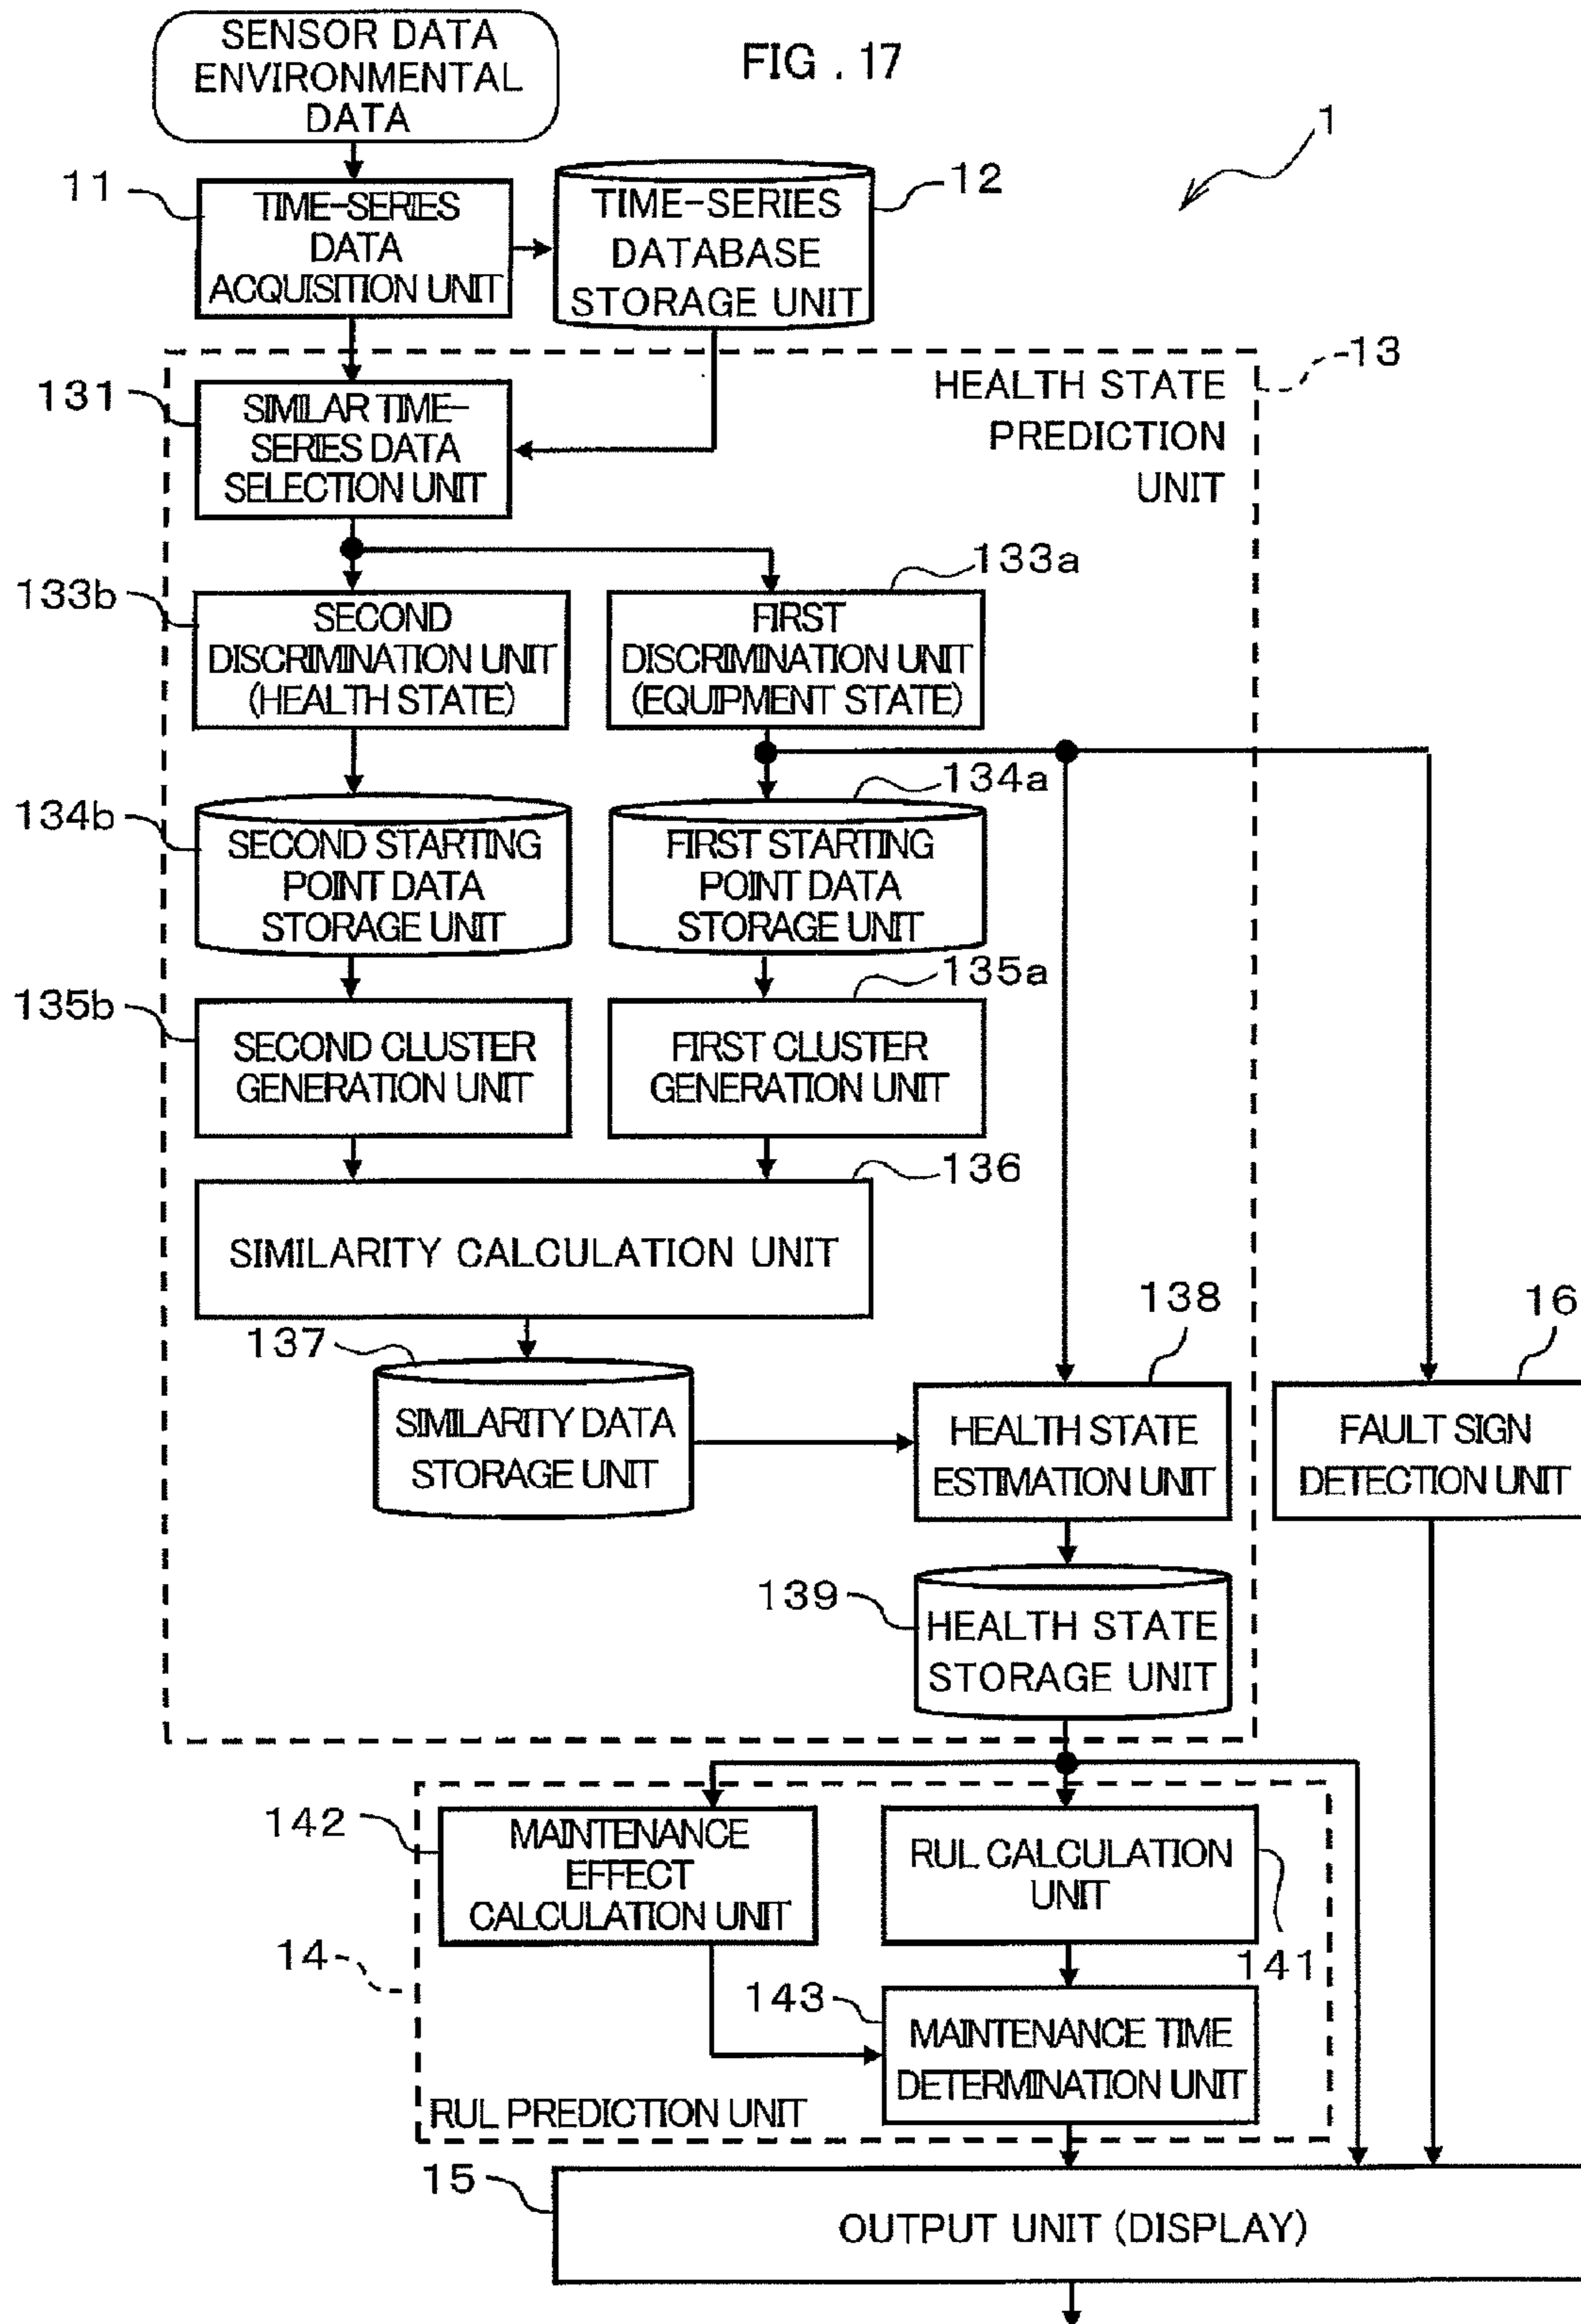 SENSOR DATA
ENVIRONMENTAL
DATA
FIG . 17
1
11
TIME-SERIES
DATA
ACQUISITION UNIT
12
TIME-SERIES
DATABASE
STORAGE UNIT
13
HEALTH STATE
PREDICTION
UNIT
131
SIMILAR TIME-
SERIES DATA
SELECTION UNIT
133b
SECOND
DISCRIMINATION UNIT
(HEALTH STATE)
133a
FIRST
DISCRIMINATION UNIT
(EQUIPMENT STATE)
134b
SECOND STARTING
POINT DATA
STORAGE UNIT
134a
FIRST STARTING
POINT DATA
STORAGE UNIT
135b
SECOND CLUSTER
GENERATION UNIT
135a
FIRST CLUSTER
GENERATION UNIT
136
SIMILARITY CALCULATION UNIT
137
SIMILARITY DATA
STORAGE UNIT
138
HEALTH STATE
ESTIMATION UNIT
16
FAULT SIGN
DETECTION UNIT
139
HEALTH STATE
STORAGE UNIT
142
MAINTENANCE
EFFECT
CALCULATION UNIT
RUL CALCULATION
UNIT
141
14
143
MAINTENANCE TIME
DETERMINATION UNIT
RUL PREDICTION UNIT
15
OUTPUT UNIT (DISPLAY)